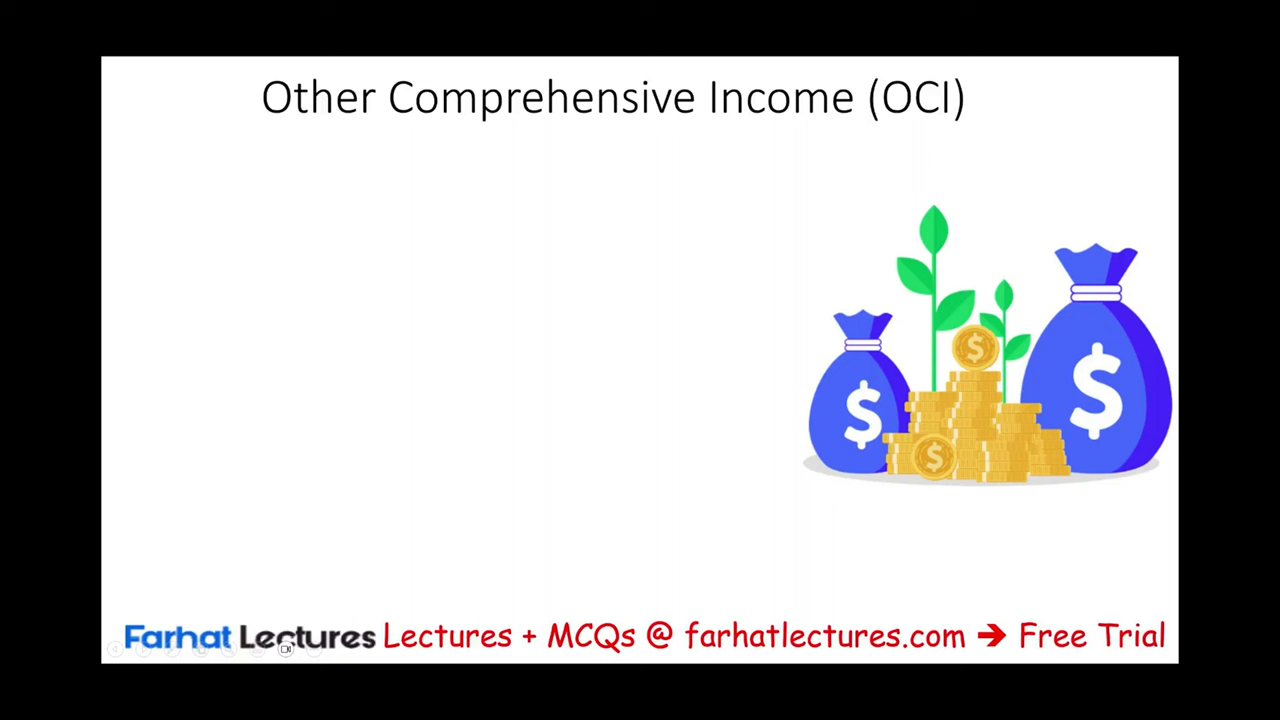 Other Comprehensive Income (OCI)
$
$
$
$
Farhat Lectures Lectures + MCQs @ farhatlectures.com ➔ Free Trial